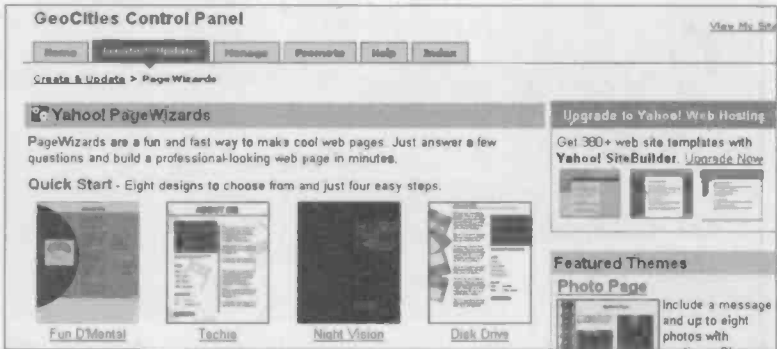 GeoCities Control Panel
View My Site
Home Create & Update Manage Promote Help Index
Create & Update > PageWizards
Yahoo! PageWizards
PageWizards are a fun and fast way to make cool web pages. Just answer a few
questions and build a professional-looking web page in minutes.
Quick Start - Eight designs to choose from and just four easy steps.
ABOUT ME
Fun D'Mental
Techie
Night Vision
Disk Drive
Upgrade to Yahoo! Web Hosting
Get 380+ web site templates with
Yahoo! SiteBuilder. Upgrade Now
Featured Themes
Photo Page
Include a message
and up to eight
photos with